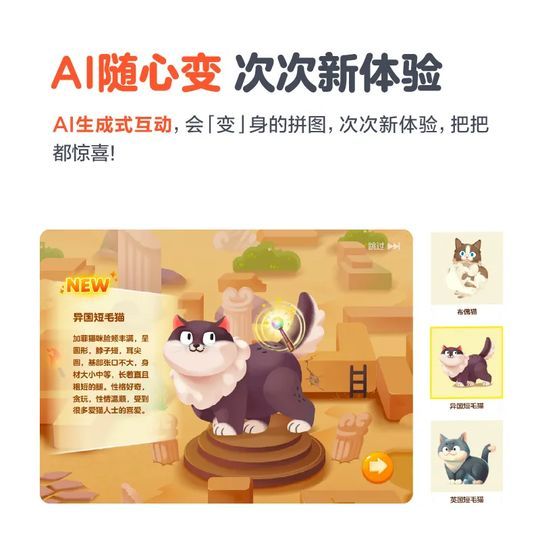 AI随心变 次次新体验
AI生成式互动，会「变」身的拼图，次次新体验，把把
都惊喜!
跳过
NEW
异国短毛猫
加菲猫咪脸颊丰满，呈
圆形，脖子短，耳尖
圆，基部张口不大，身
材大小中等，长着直且
粗短的腿。性格好奇，
贪玩，性情温顺，受到
很多爱猫人士的喜爱。
布偶猫
异国短毛猫
英国短毛猫